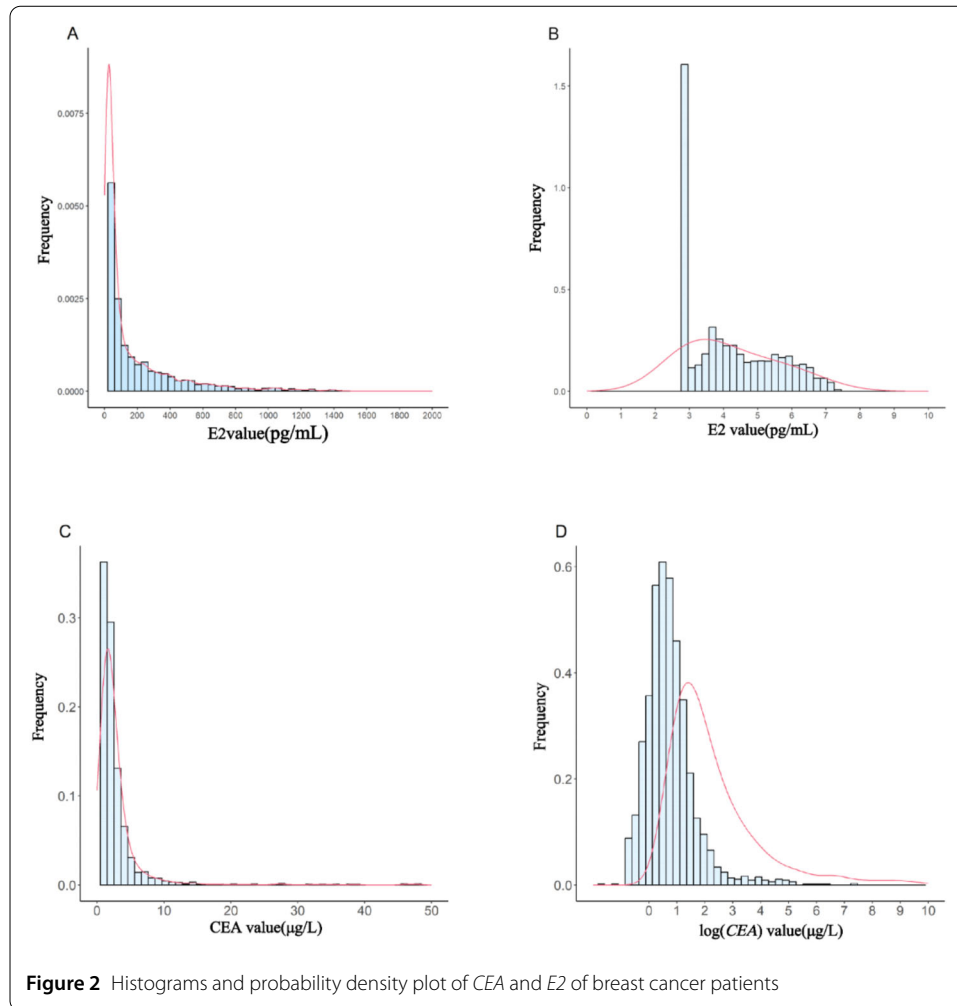 A
Frequency
0.0075
0.0050
0.0025
0.0000
0 200 400 600 800 1000 1200 1400 1600 1800 2000
E2value(pg/mL)
B
Frequency
1.5
1.0
0.5
0.0
0 1 2 3 4 5 6 7 8 9 10
E2 value(pg/mL)
C
Frequency
0.3
0.2
0.1
0.0
0 10 20 30 40 50
CEA value(μg/L)
D
Frequency
0.6
0.4
0.2
0.0
0 1 2 3 4 5 6 7 8 9 10
log(CEA) value(μg/L)
Figure 2 Histograms and probability density plot of CEA and E2 of breast cancer patients